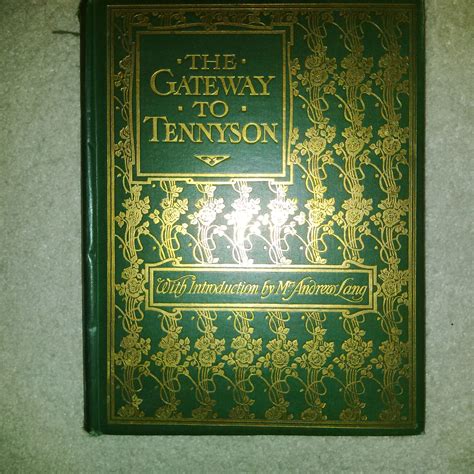 · THE ·
GATEWAY
· TO ·
TENNYSON
With Introduction by Mr Andrew Lang